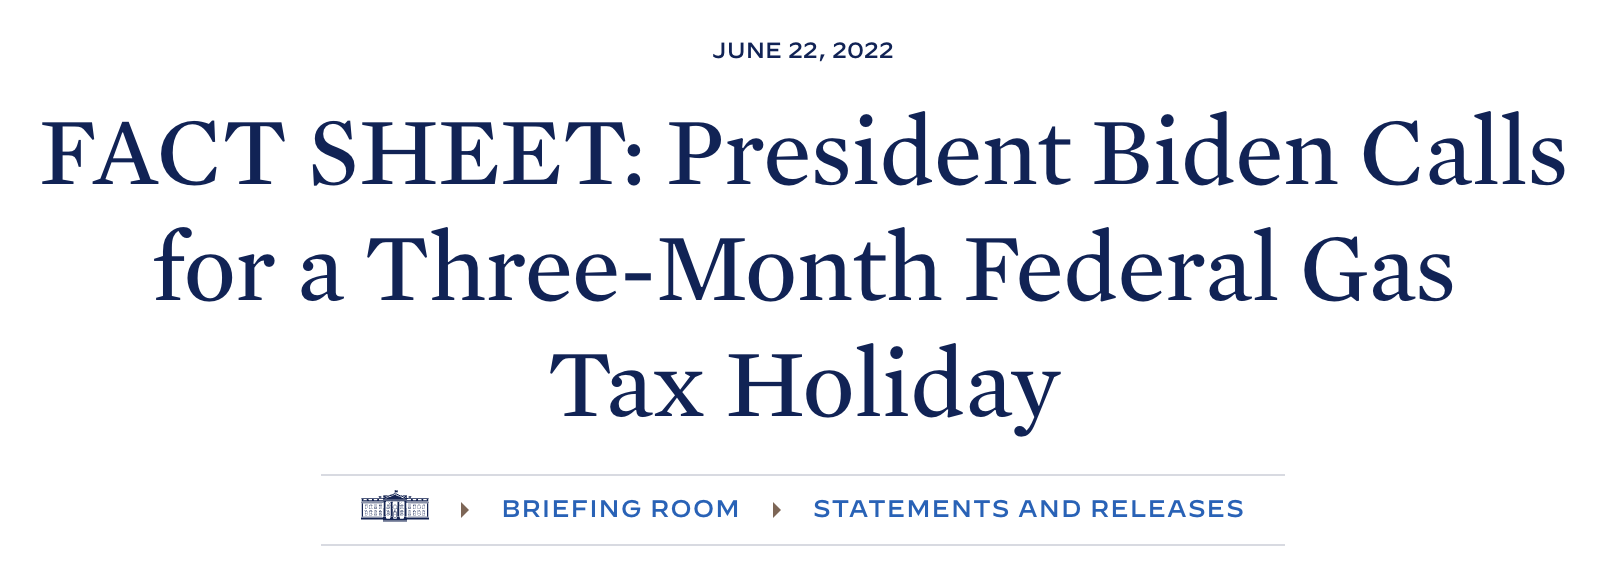 JUNE 22, 2022
FACT SHEET: President Biden Calls
for a Three-Month Federal Gas
Tax Holiday
BRIEFING ROOM STATEMENTS AND RELEASES